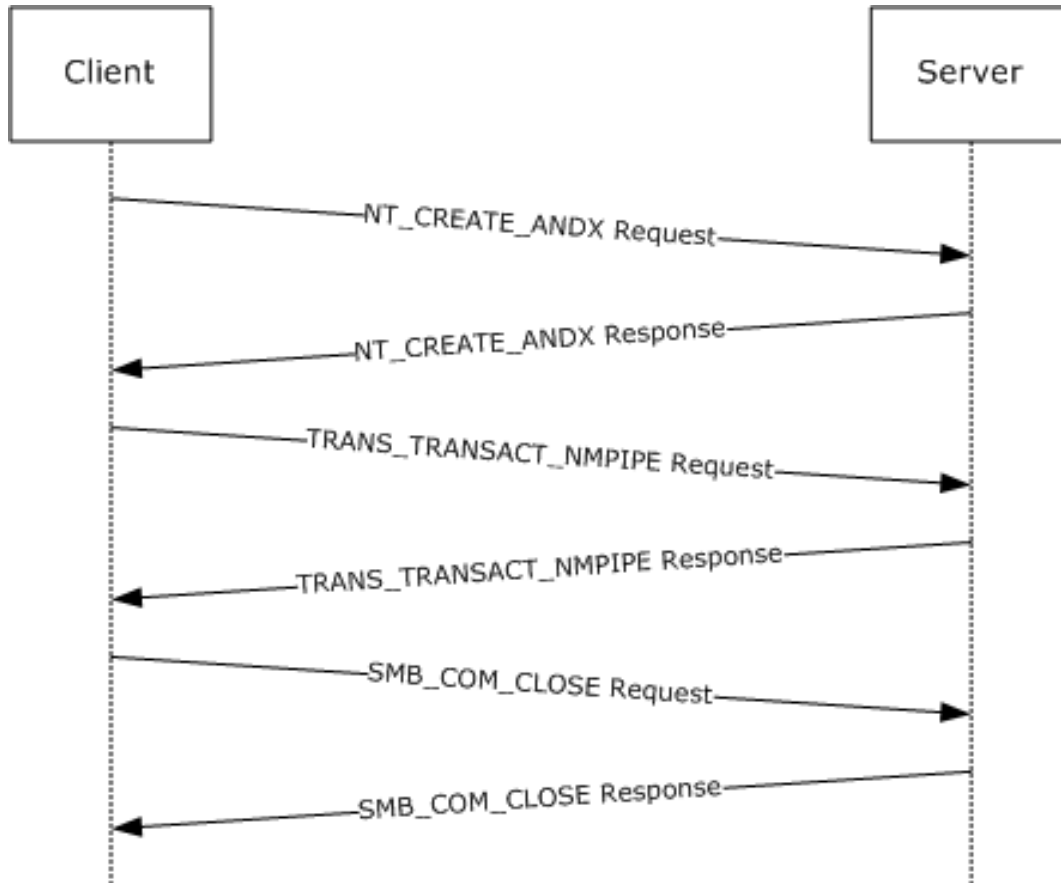 Client
Server
NT_CREATE_ANDX Request
NT_CREATE_ANDX Response
TRANS_TRANSACT_NMPIPE Request
TRANS_TRANSACT_NMPIPE Response
SMB_COM_CLOSE Request
SMB_COM_CLOSE Response